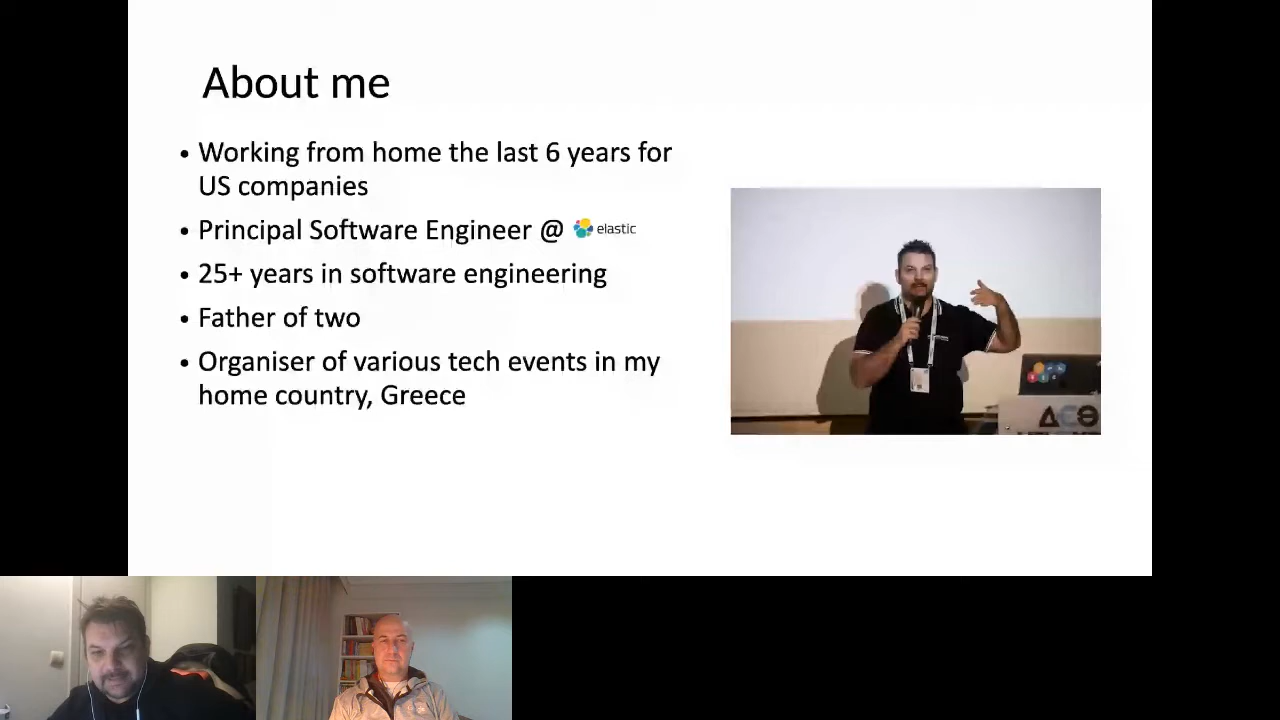 About me
• Working from home the last 6 years for
US companies
• Principal Software Engineer @ elastic
• 25+ years in software engineering
• Father of two
• Organiser of various tech events in my
home country, Greece
ΔΕΘ